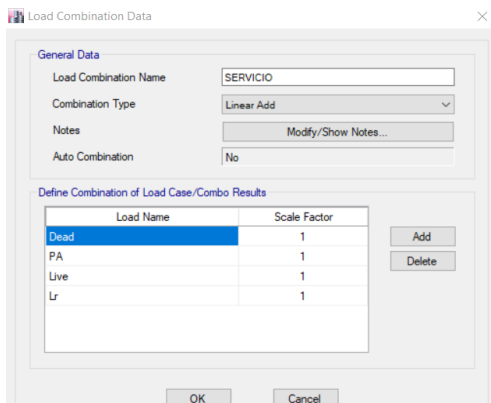 Load Combination Data
General Data
Load Combination Name SERVICIO
Combination Type Linear Add
Notes Modify/Show Notes...
Auto Combination No
Define Combination of Load Case/Combo Results
Load Name Scale Factor
Dead 1 Add
PA 1 Delete
Live 1
Lr 1
OK Cancel